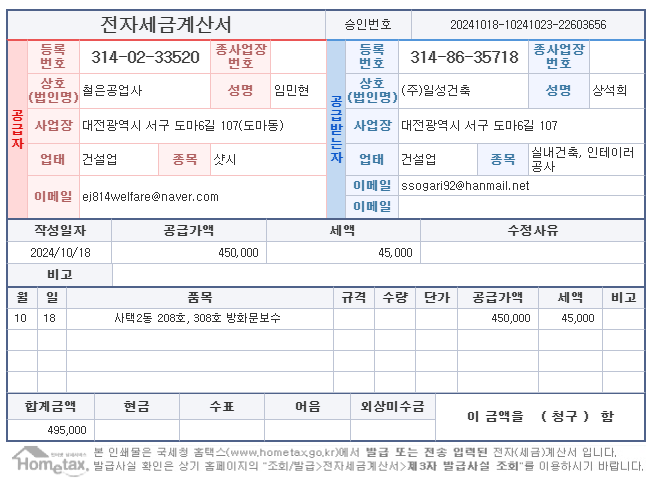 전자세금계산서 승인번호 20241018-10241023-22603656
공급자
등록번호 314-02-33520 종사업장번호
상호(법인명) 철은공업사 성명 임민현
사업장 대전광역시 서구 도마6길 107(도마동)
업태 건설업 종목 샷시
이메일 ej814welfare@naver.com
공급받는자
등록번호 314-86-35718 종사업장번호
상호(법인명) (주)일성건축 성명 상석희
사업장 대전광역시 서구 도마6길 107
업태 건설업 종목 실내건축, 인테리어공사
이메일 ssogari92@hanmail.net
이메일
작성일자 공급가액 세액 수정사유
2024/10/18 450,000 45,000
비고
월 일 품목 규격 수량 단가 공급가액 세액 비고
10 18 사택2동 208호, 308호 방화문보수 450,000 45,000
합계금액 현금 수표 어음 외상미수금 이 금액을 ( 청구 ) 함
495,000
Hometax. 본 인쇄물은 국세청 홈택스(www.hometax.go.kr)에서 발급 또는 전송 입력된 전자(세금)계산서 입니다.
발급사실 확인은 상기 홈페이지의 "조회/발급>전자세금계산서>제3자 발급사실 조회"를 이용하시기 바랍니다.